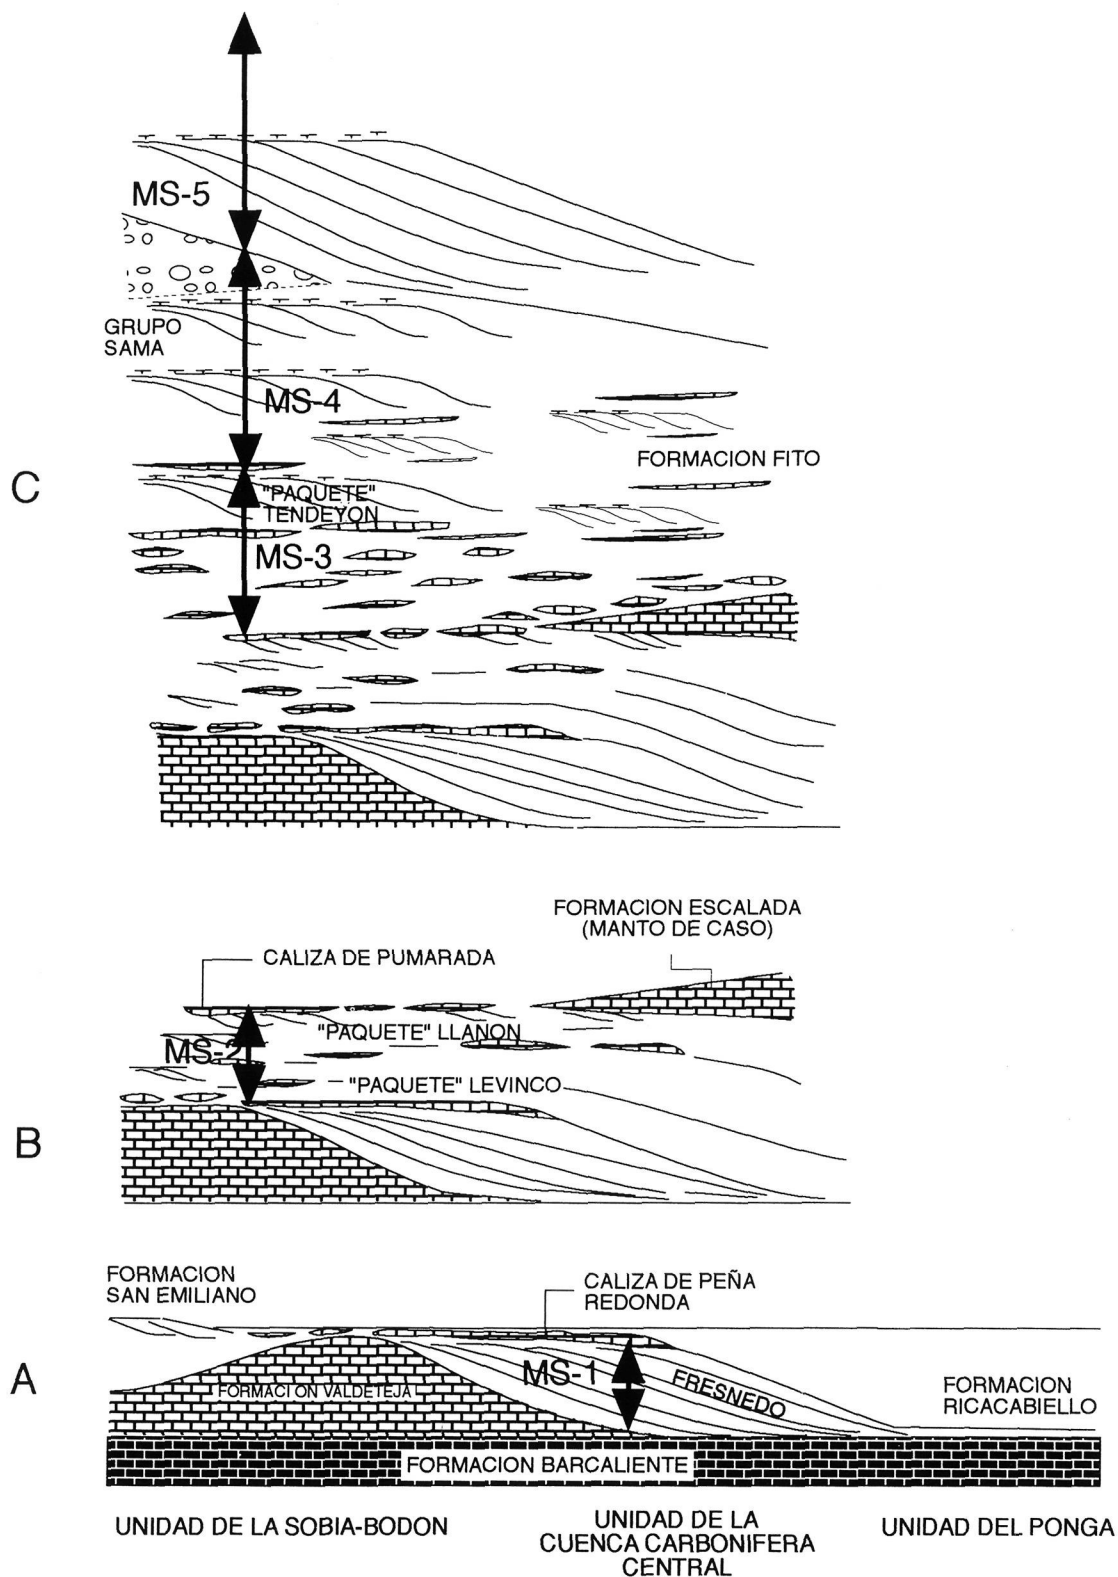 MS-5
GRUPO
SAMA
MS-4
C
FORMACION FITO
"PAQUETE"
TENDEYON
MS-3
FORMACION ESCALADA
(MANTO DE CASO)
CALIZA DE PUMARADA
"PAQUETE" LLANON
MS-2
"PAQUETE" LEVINCO
B
FORMACION
SAN EMILIANO
CALIZA DE PEÑA
REDONDA
A
MS-1
FORMACION VALDETEJA
FRESNEDO
FORMACION
RICACABIELLO
FORMACION BARCALIENTE
UNIDAD DE LA SOBIA-BODON
UNIDAD DE LA
CUENCA CARBONIFERA
CENTRAL
UNIDAD DEL PONGA